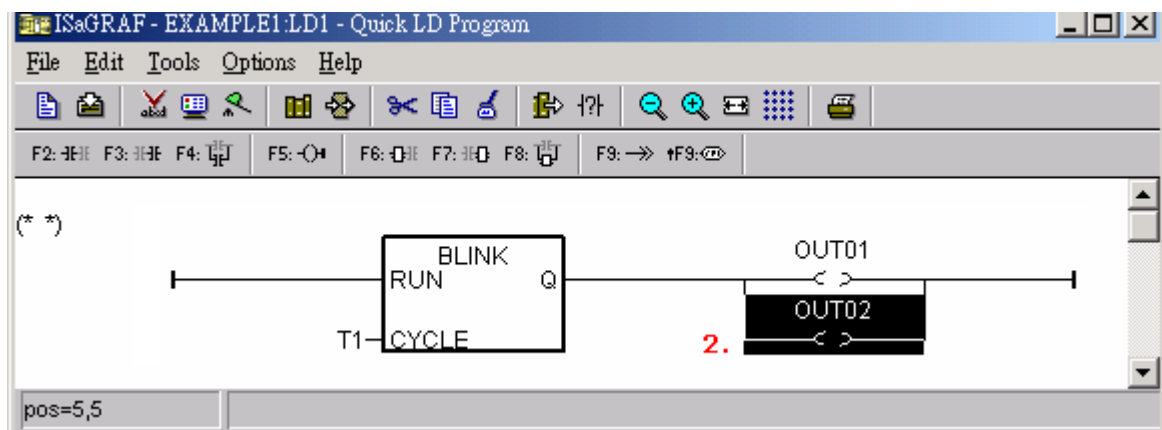 ISaGRAF - EXAMPLE1:LD1 - Quick LD Program
File Edit Tools Options Help
F2: F3: F4: F5: F6: F7: F8: F9: F9:
(* *)
BLINK
OUT01
RUN Q
OUT02
T1 CYCLE
2.
pos=5,5